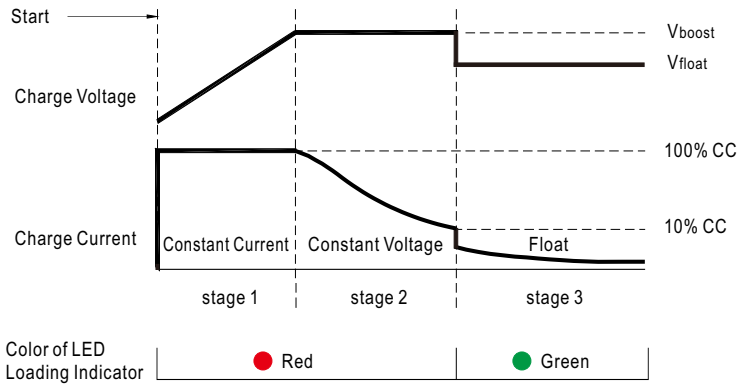 Start
Vboost
Vfloat
Charge Voltage
100% CC
10% CC
Charge Current
Constant Current
Constant Voltage
Float
stage 1
stage 2
stage 3
Color of LED
Loading Indicator
Red
Green